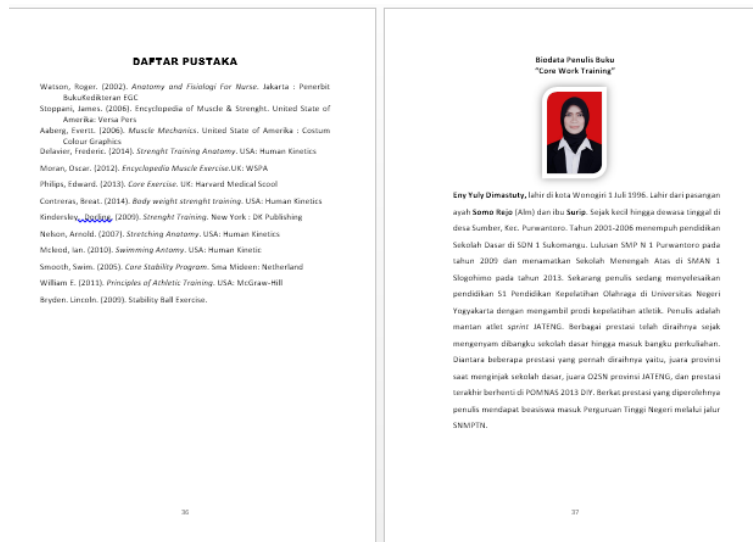 DAFTAR PUSTAKA
Watson, Roger. (2002). Anatomy and Fisiologi For Nurse. Jakarta : Penerbit
BukuKedikteran EGC
Stoppani, James. (2006). Encyclopedia of Muscle & Strenght. United State of
Amerika: Versa Pers
Aaberg, Evertt. (2006). Muscle Mechanics. United State of Amerika : Costum
Colour Graphics
Delavier, Frederic. (2014). Strenght Training Anatomy. USA: Human Kinetics
Moran, Oscar. (2012). Encyclopedia Muscle Exercise.UK: WSPA
Philips, Edward. (2013). Core Exercise. UK: Harvard Medical Scool
Contreras, Breat. (2014). Body weight strenght training. USA: Human Kinetics
Kindersley, Dorling. (2009). Strenght Training. New York : DK Publishing
Nelson, Arnold. (2007). Stretching Anatomy. USA: Human Kinetics
Mcleod, Ian. (2010). Swimming Antomy. USA: Human Kinetic
Smooth, Swim. (2005). Core Stability Program. Sma Mideen: Netherland
William E. (2011). Principles of Athletic Training. USA: McGraw-Hill
Bryden. Lincoln. (2009). Stability Ball Exercise.
36
Biodata Penulis Buku
"Core Work Training"
Eny Yuly Dimastuty, lahir di kota Wonogiri 1 Juli 1996. Lahir dari pasangan
ayah Somo Rejo (Alm) dan ibu Surip. Sejak kecil hingga dewasa tinggal di
desa Sumber, Kec. Purwantoro. Tahun 2001-2006 menempuh pendidikan
Sekolah Dasar di SDN 1 Sukomangu. Lulusan SMP N 1 Purwantoro pada
tahun 2009 dan menamatkan Sekolah Menengah Atas di SMAN 1
Slogohimo pada tahun 2013. Sekarang penulis sedang menyelesaikan
pendidikan S1 Pendidikan Kepelatihan Olahraga di Universitas Negeri
Yogyakarta dengan mengambil prodi kepelatihan atletik. Penulis adalah
mantan atlet sprint JATENG. Berbagai prestasi telah diraihnya sejak
mengenyam dibangku sekolah dasar hingga masuk bangku perkuliahan.
Diantara beberapa prestasi yang pernah diraihnya yaitu, juara provinsi
saat menginjak sekolah dasar, juara O2SN provinsi JATENG, dan prestasi
terakhir berhenti di POMNAS 2013 DIY. Berkat prestasi yang diperolehnya
penulis mendapat beasiswa masuk Perguruan Tinggi Negeri melalui jalur
SNMPTN.
37